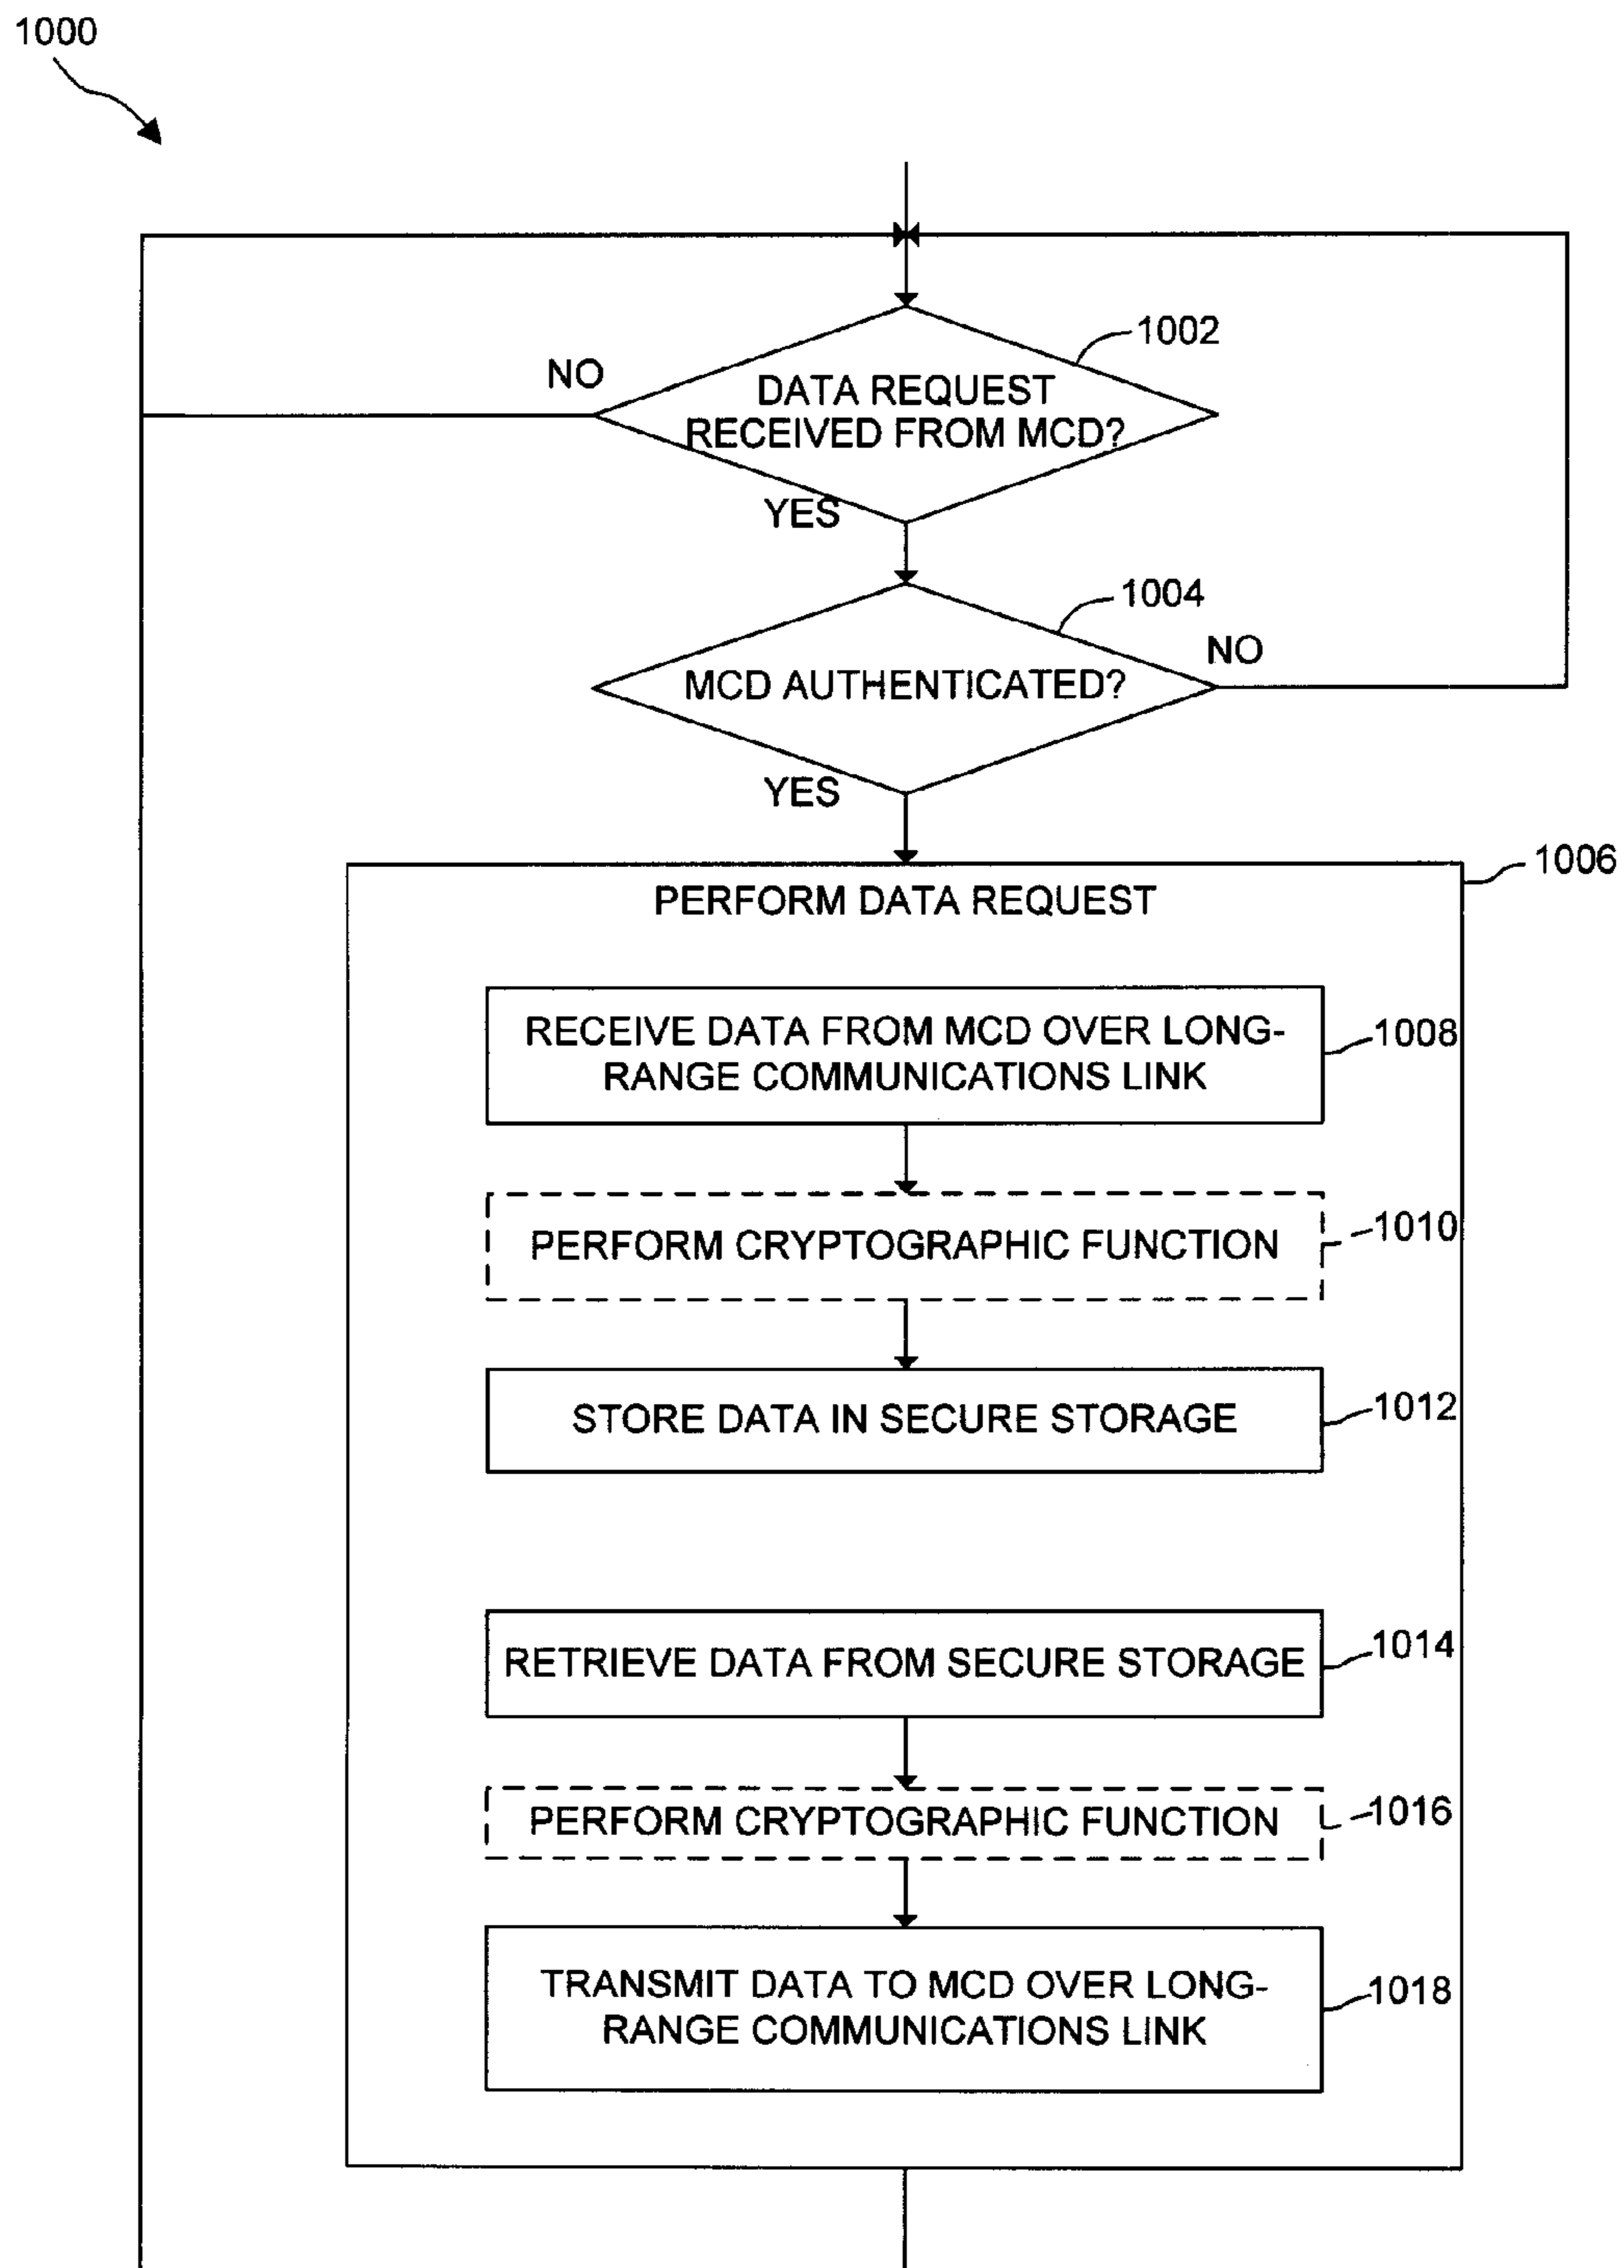 1000
1002
NO
DATA REQUEST
RECEIVED FROM MCD?
YES
1004
NO
MCD AUTHENTICATED?
YES
1006
PERFORM DATA REQUEST
RECEIVE DATA FROM MCD OVER LONG-
RANGE COMMUNICATIONS LINK
1008
PERFORM CRYPTOGRAPHIC FUNCTION
1010
STORE DATA IN SECURE STORAGE
1012
RETRIEVE DATA FROM SECURE STORAGE
1014
PERFORM CRYPTOGRAPHIC FUNCTION
1016
TRANSMIT DATA TO MCD OVER LONG-
RANGE COMMUNICATIONS LINK
1018